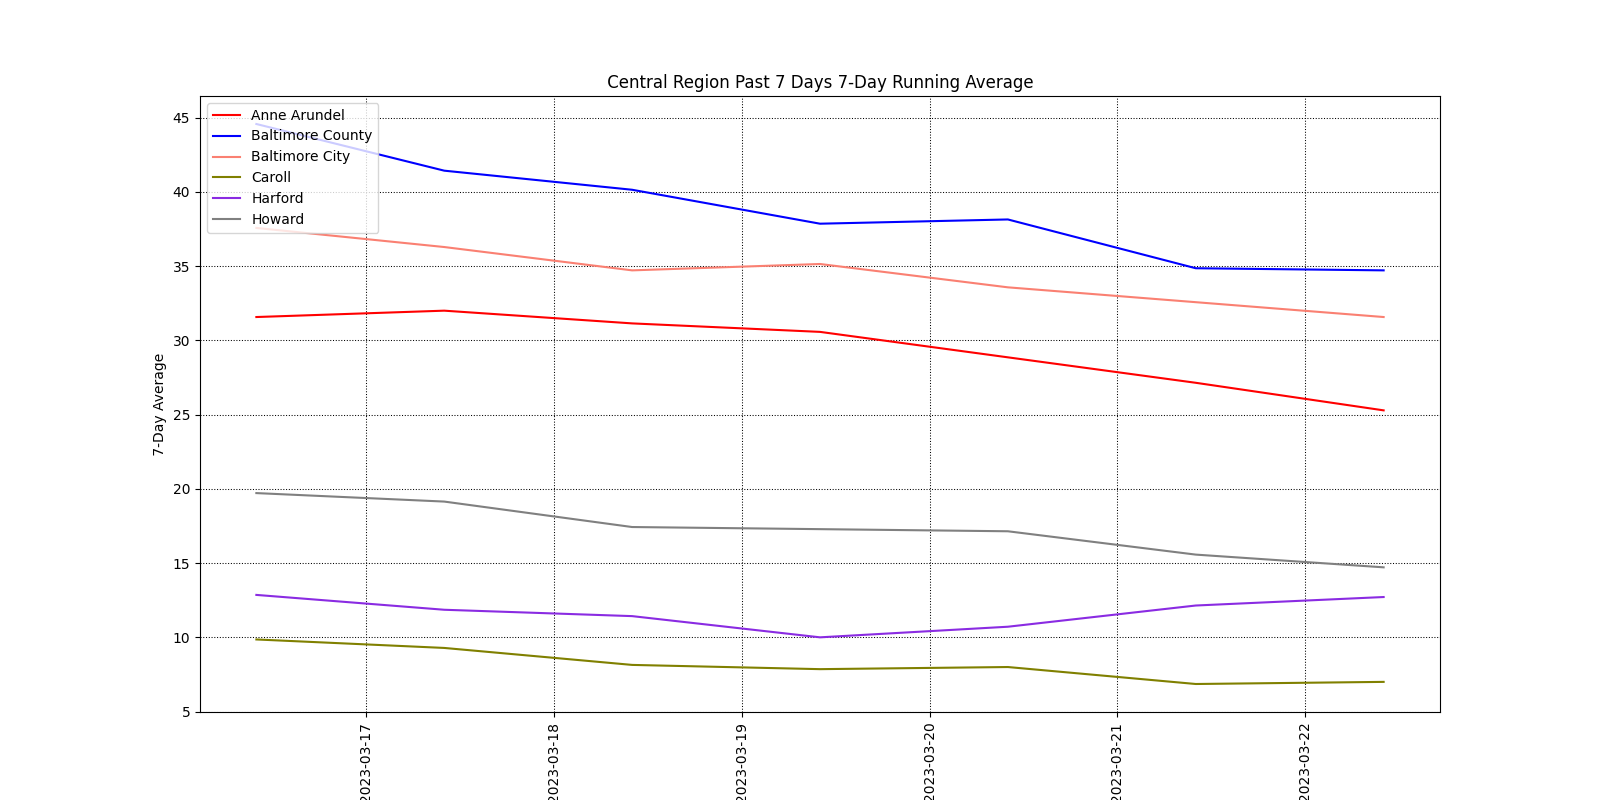 Central Region Past 7 Days 7-Day Running Average
Anne Arundel
Baltimore County
Baltimore City
Caroll
Harford
Howard
7-Day Average
45
40
35
30
25
20
15
10
5
2023-03-17
2023-03-18
2023-03-19
2023-03-20
2023-03-21
2023-03-22